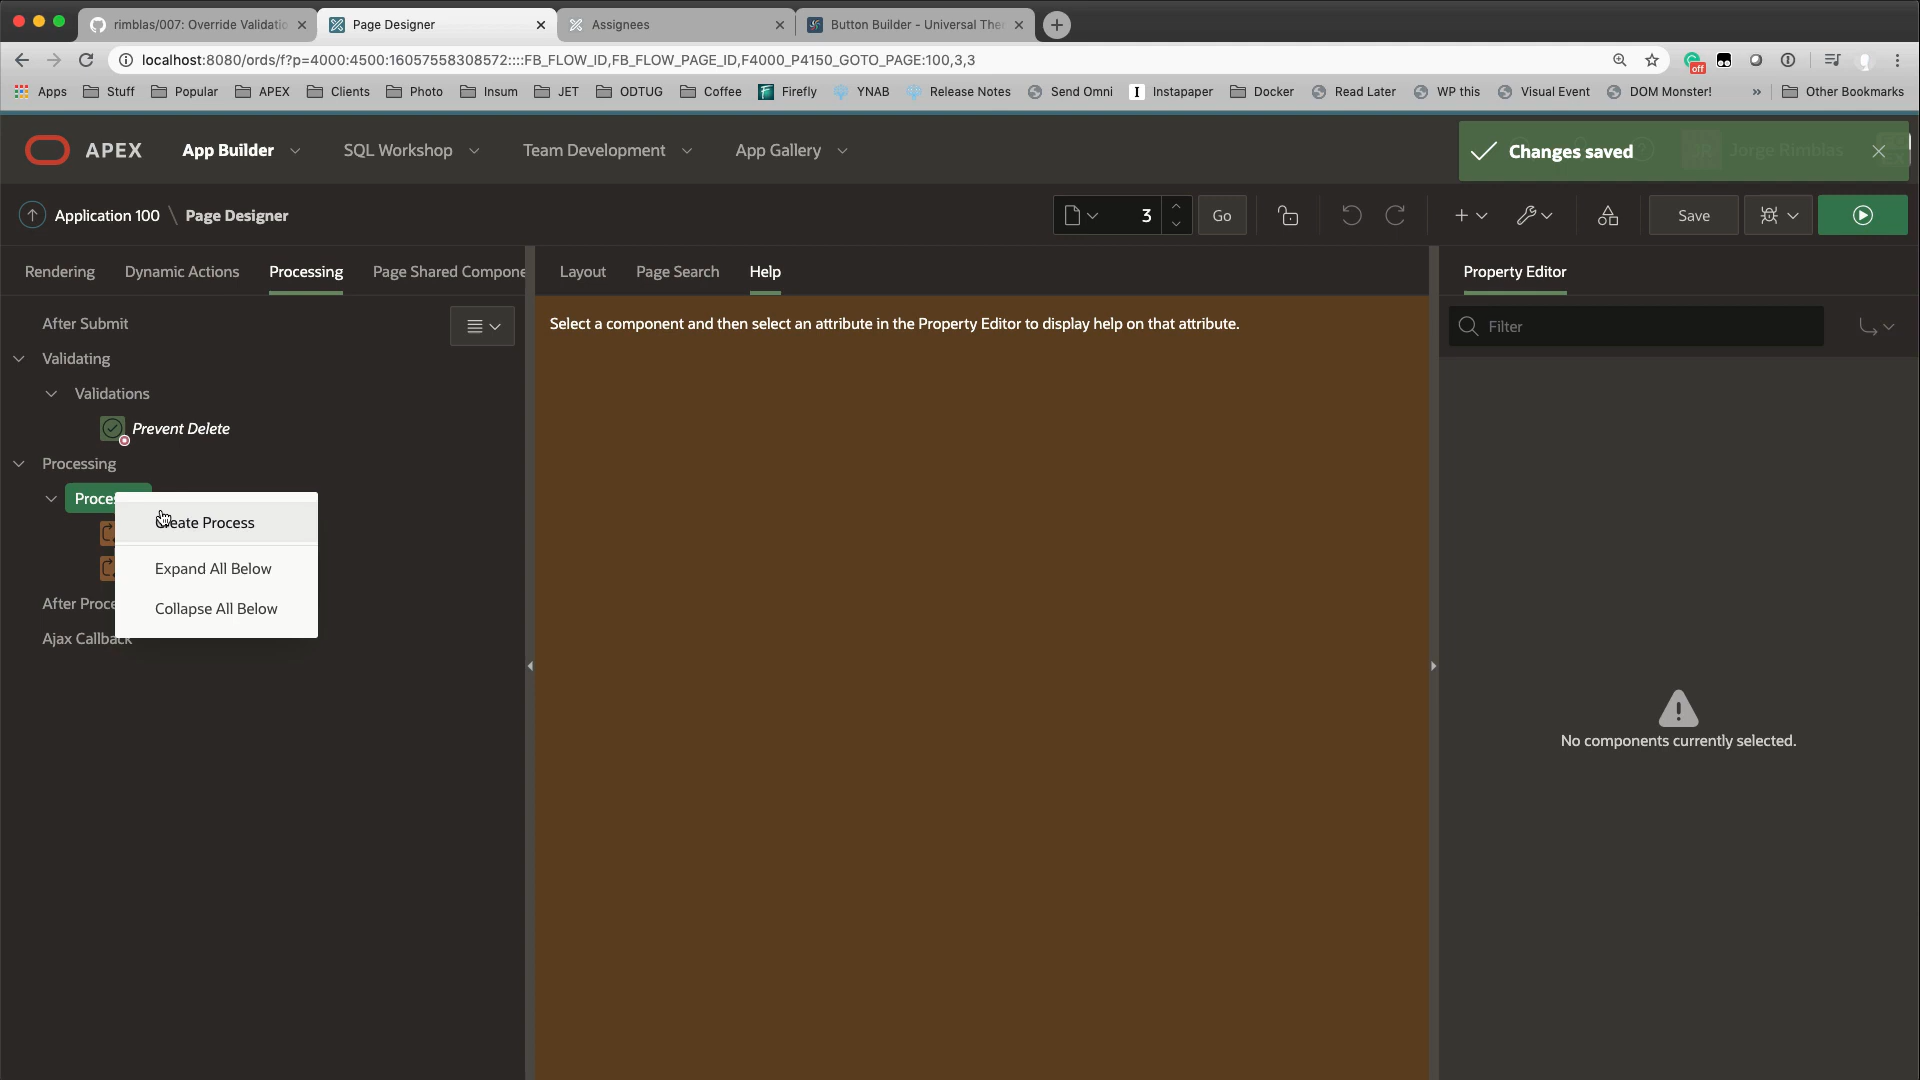 rimblas/007: Override Validatio
Page Designer
Assignees
Button Builder - Universal The
localhost:8080/ords/f?p=4000:4500:16057558308572::::FB_FLOW_ID,FB_FLOW_PAGE_ID,F4000_P4150_GOTO_PAGE:100,3,3
off
Apps Stuff Popular APEX Clients Photo Insum JET ODTUG Coffee Firefly YNAB Release Notes Send Omni Instapaper Docker Read Later WP this Visual Event DOM Monster! » Other Bookmarks
APEX App Builder SQL Workshop Team Development App Gallery
Changes saved
Jorge Rimblas
Application 100 \ Page Designer
3 Go Save
Rendering Dynamic Actions Processing Page Shared Compone
Layout Page Search Help
Property Editor
After Submit
Select a component and then select an attribute in the Property Editor to display help on that attribute.
Filter
Validating
Validations
Prevent Delete
Processing
Proces
Create Process
Expand All Below
After Proce
Collapse All Below
Ajax Callback
No components currently selected.